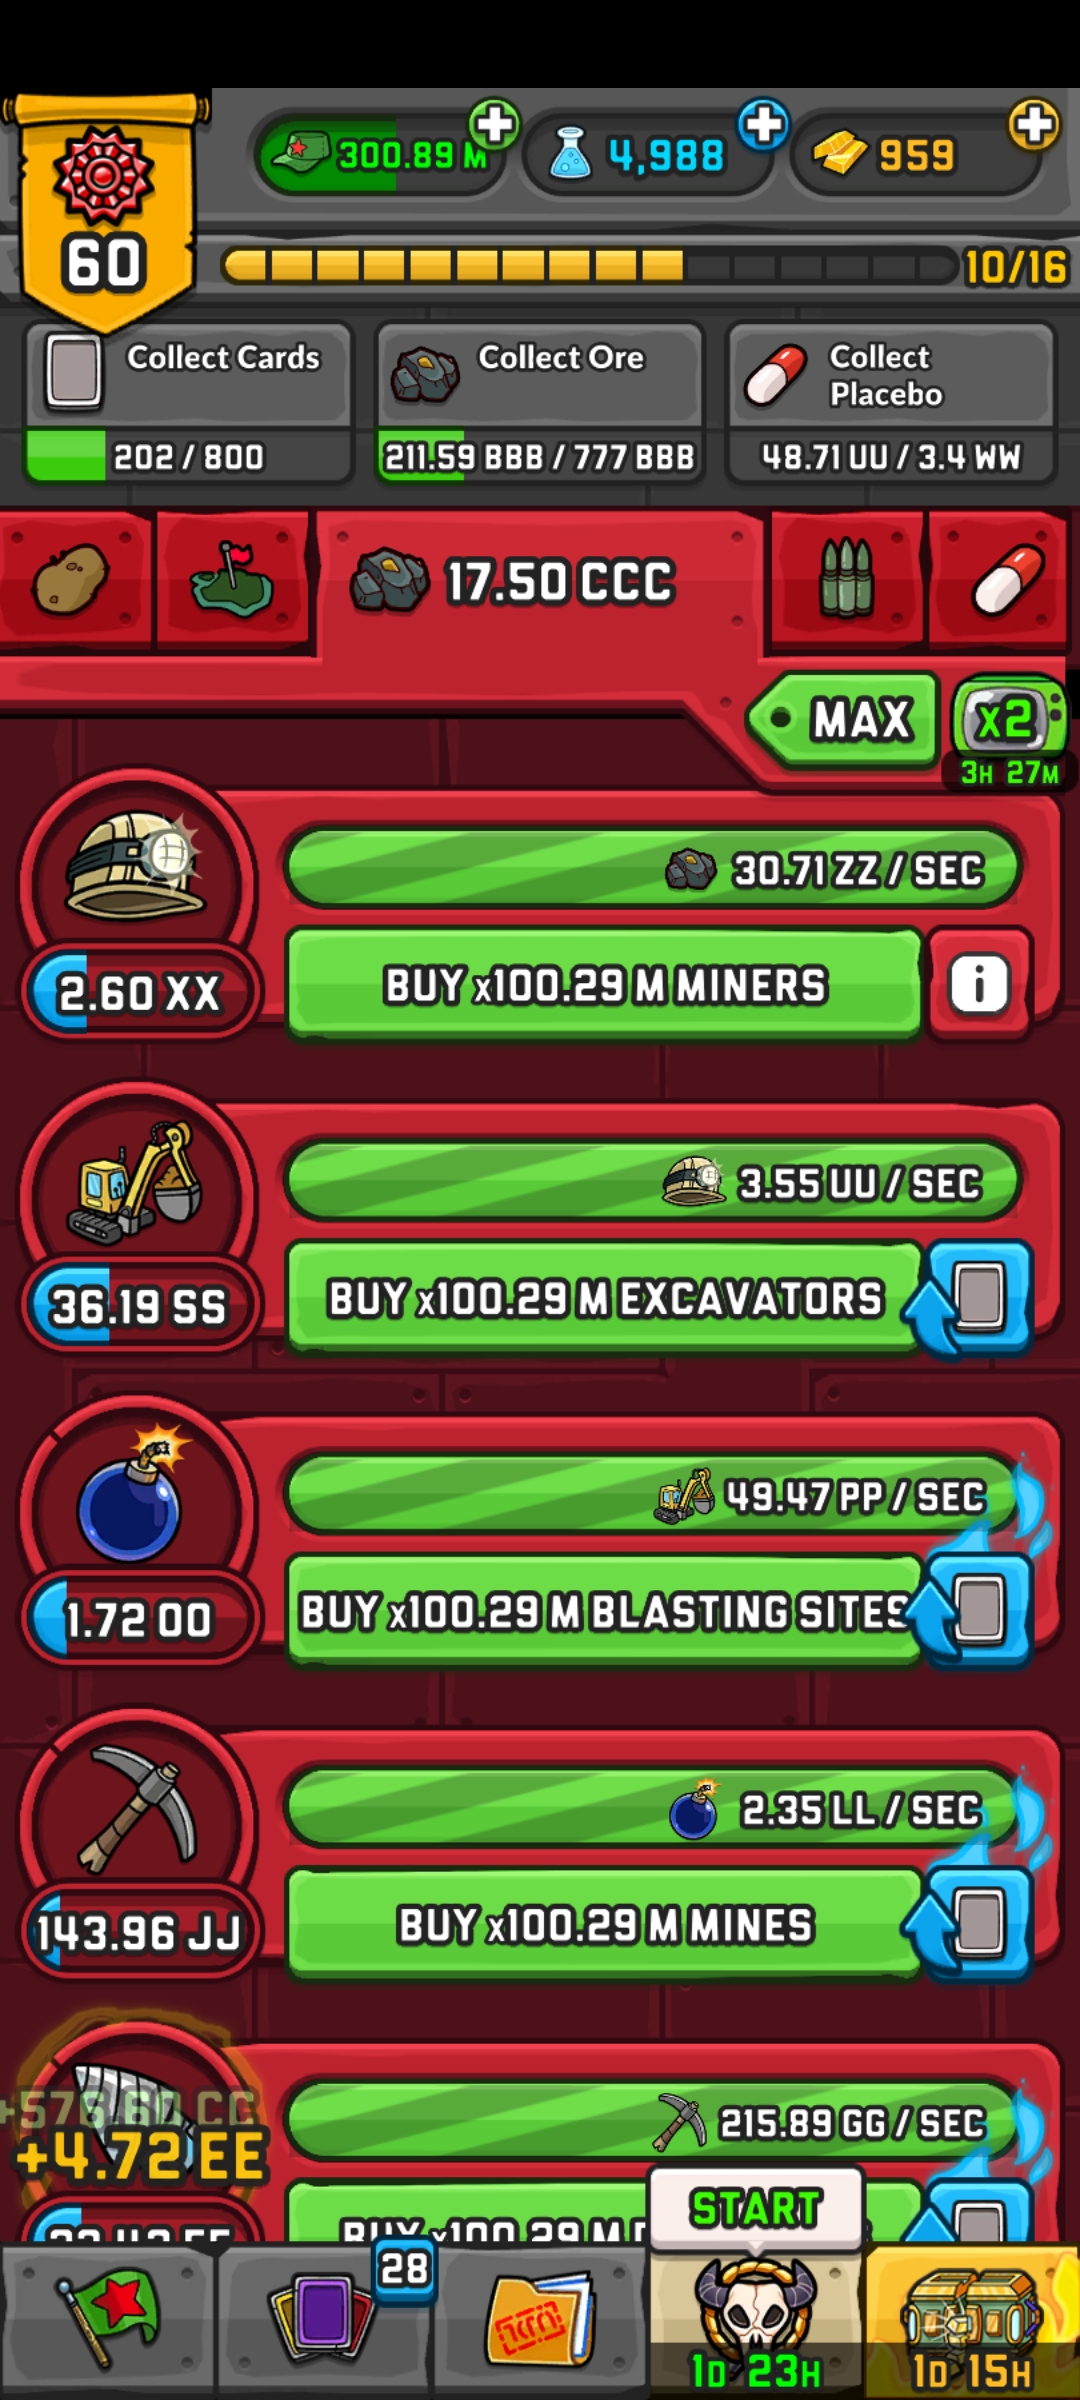 300.89 M
4,988
959
60
10/16
Collect Cards
202 / 800
Collect Ore
211.59 BBB / 777 BBB
Collect
Placebo
48.71 UU / 3.4 WW
17.50 CCC
MAX
x2
3H 27M
30.71 ZZ / SEC
2.60 XX
BUY x100.29 M MINERS
i
3.55 UU / SEC
36.19 SS
BUY x100.29 M EXCAVATORS
49.47 PP / SEC
1.72 OO
BUY x100.29 M BLASTING SITES
2.35 LL / SEC
143.96 JJ
BUY x100.29 M MINES
+576.60 CC
+4.72 EE
215.89 GG / SEC
BUY x100.29 M
START
28
1D 23H
1D 15H